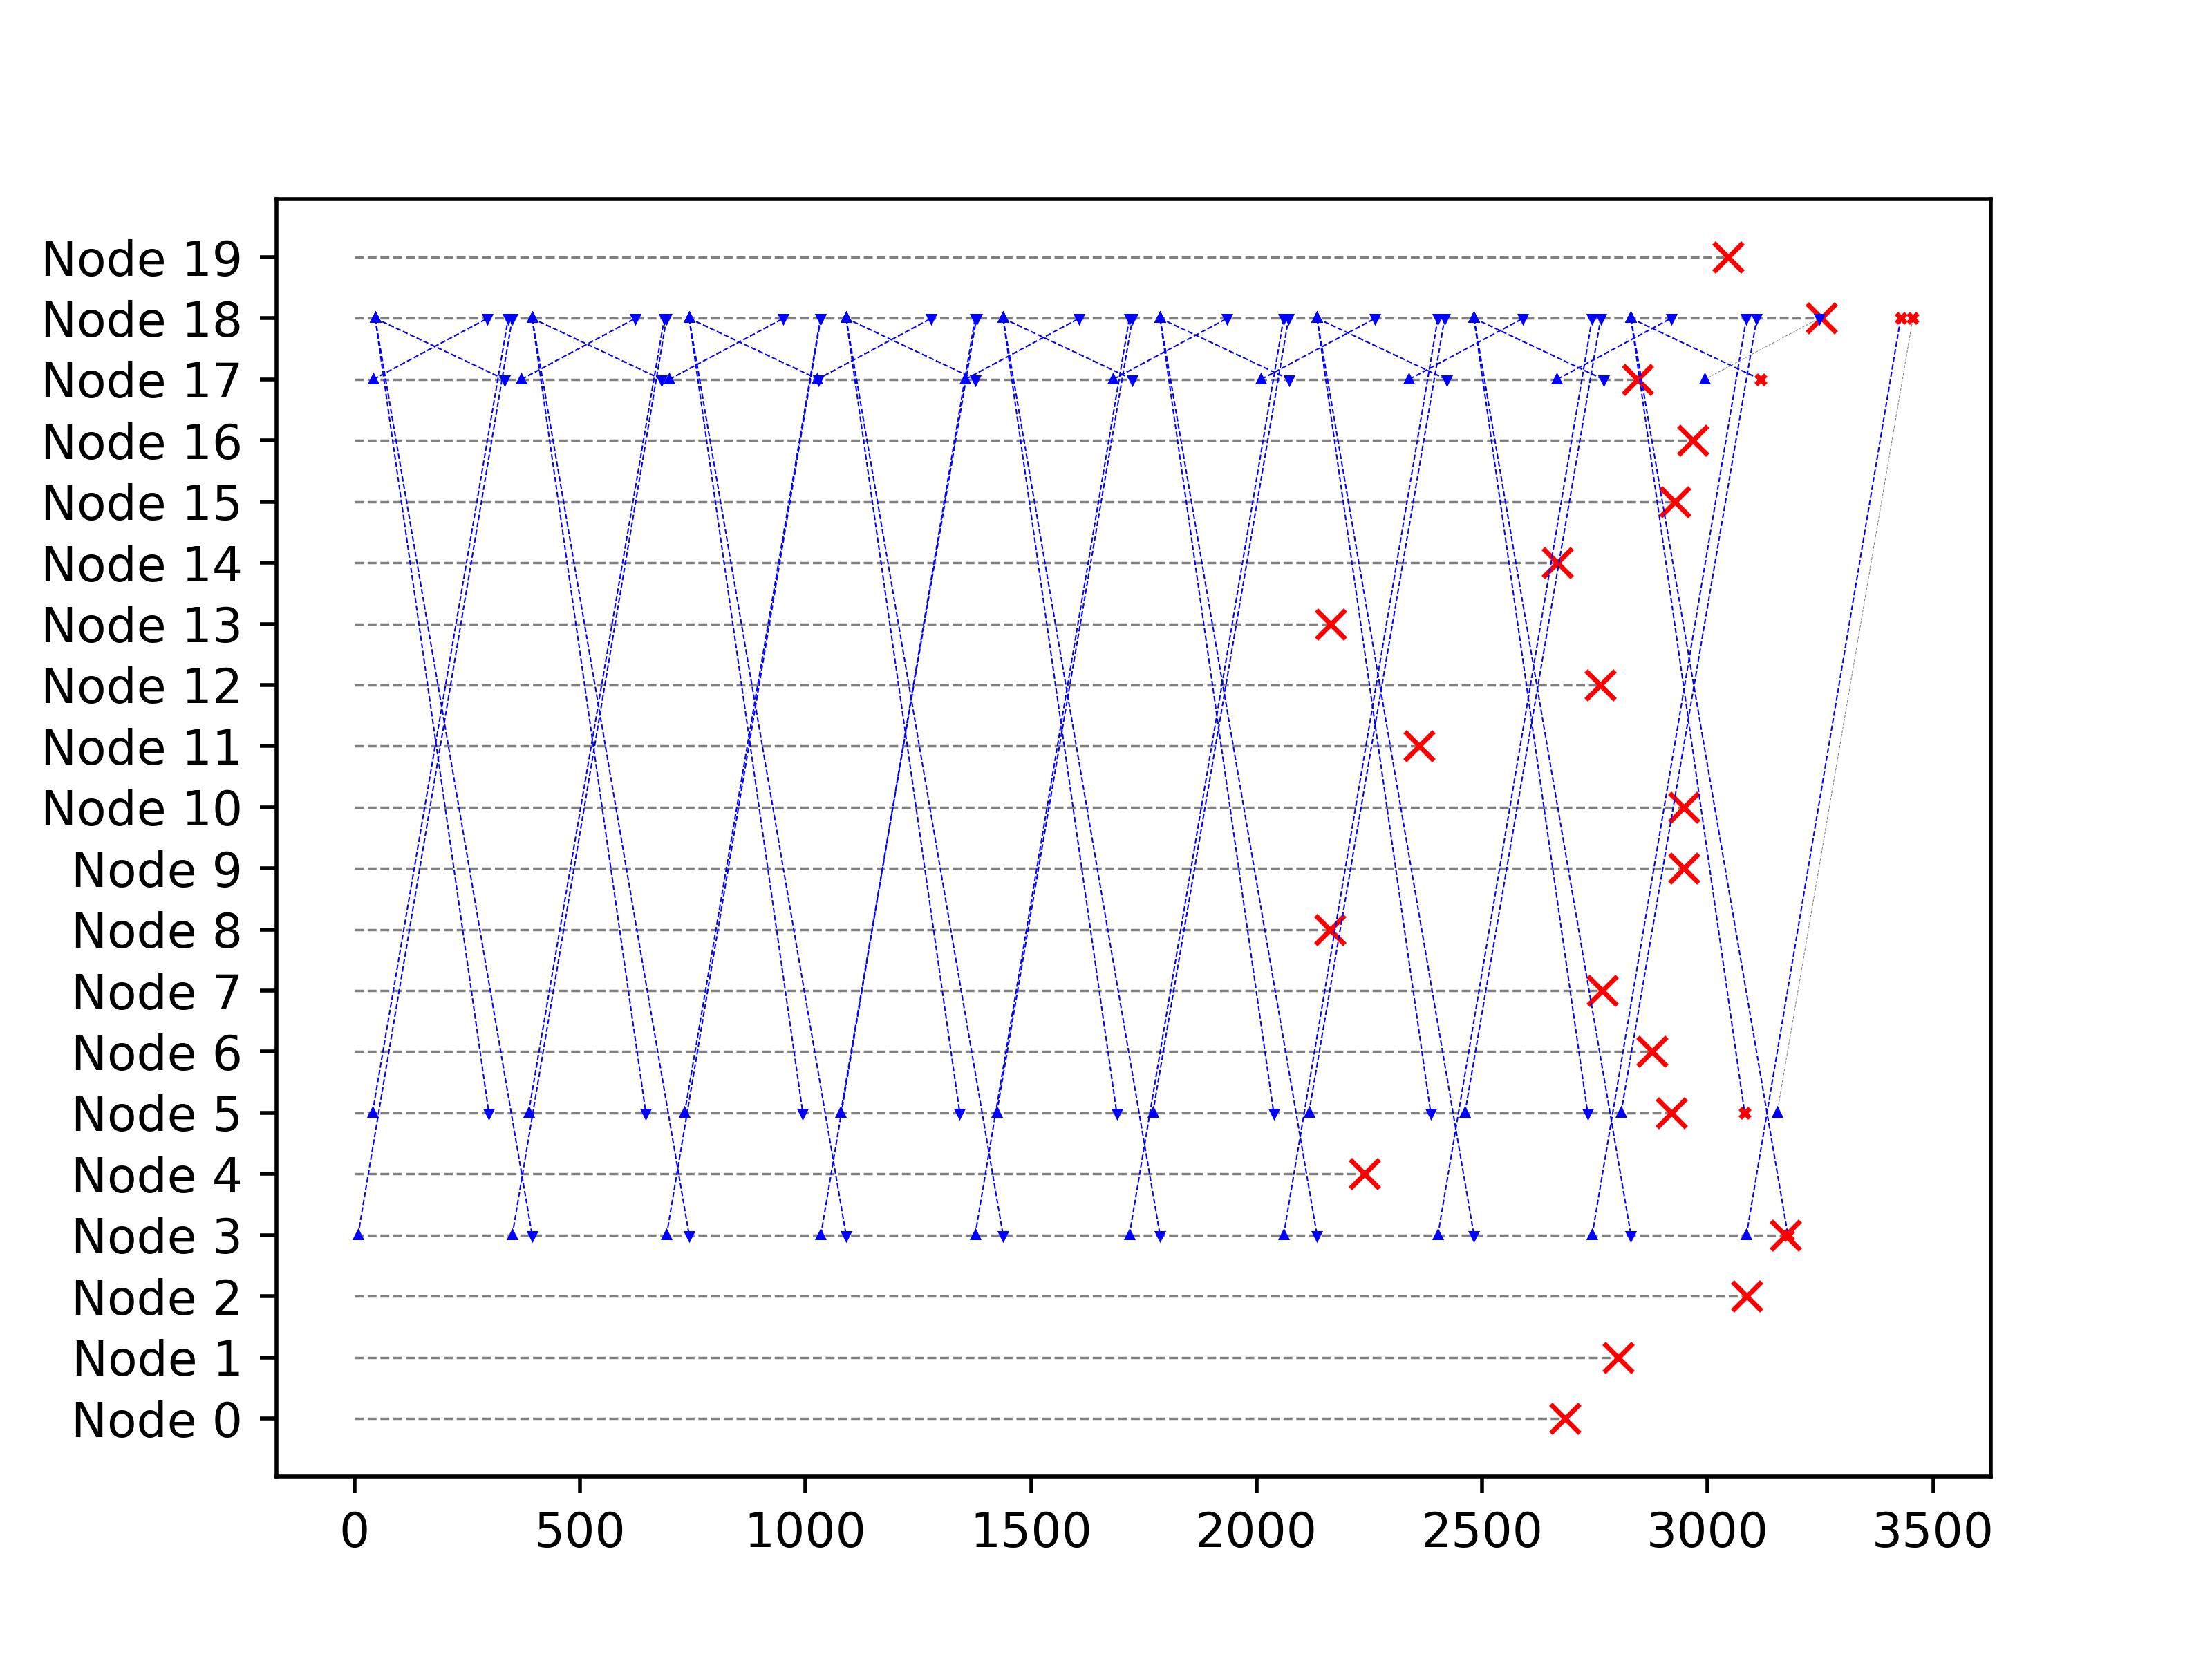 Node 19
Node 18
Node 17
Node 16
Node 15
Node 14
Node 13
Node 12
Node 11
Node 10
Node 9
Node 8
Node 7
Node 6
Node 5
Node 4
Node 3
Node 2
Node 1
Node 0
0 500 1000 1500 2000 2500 3000 3500